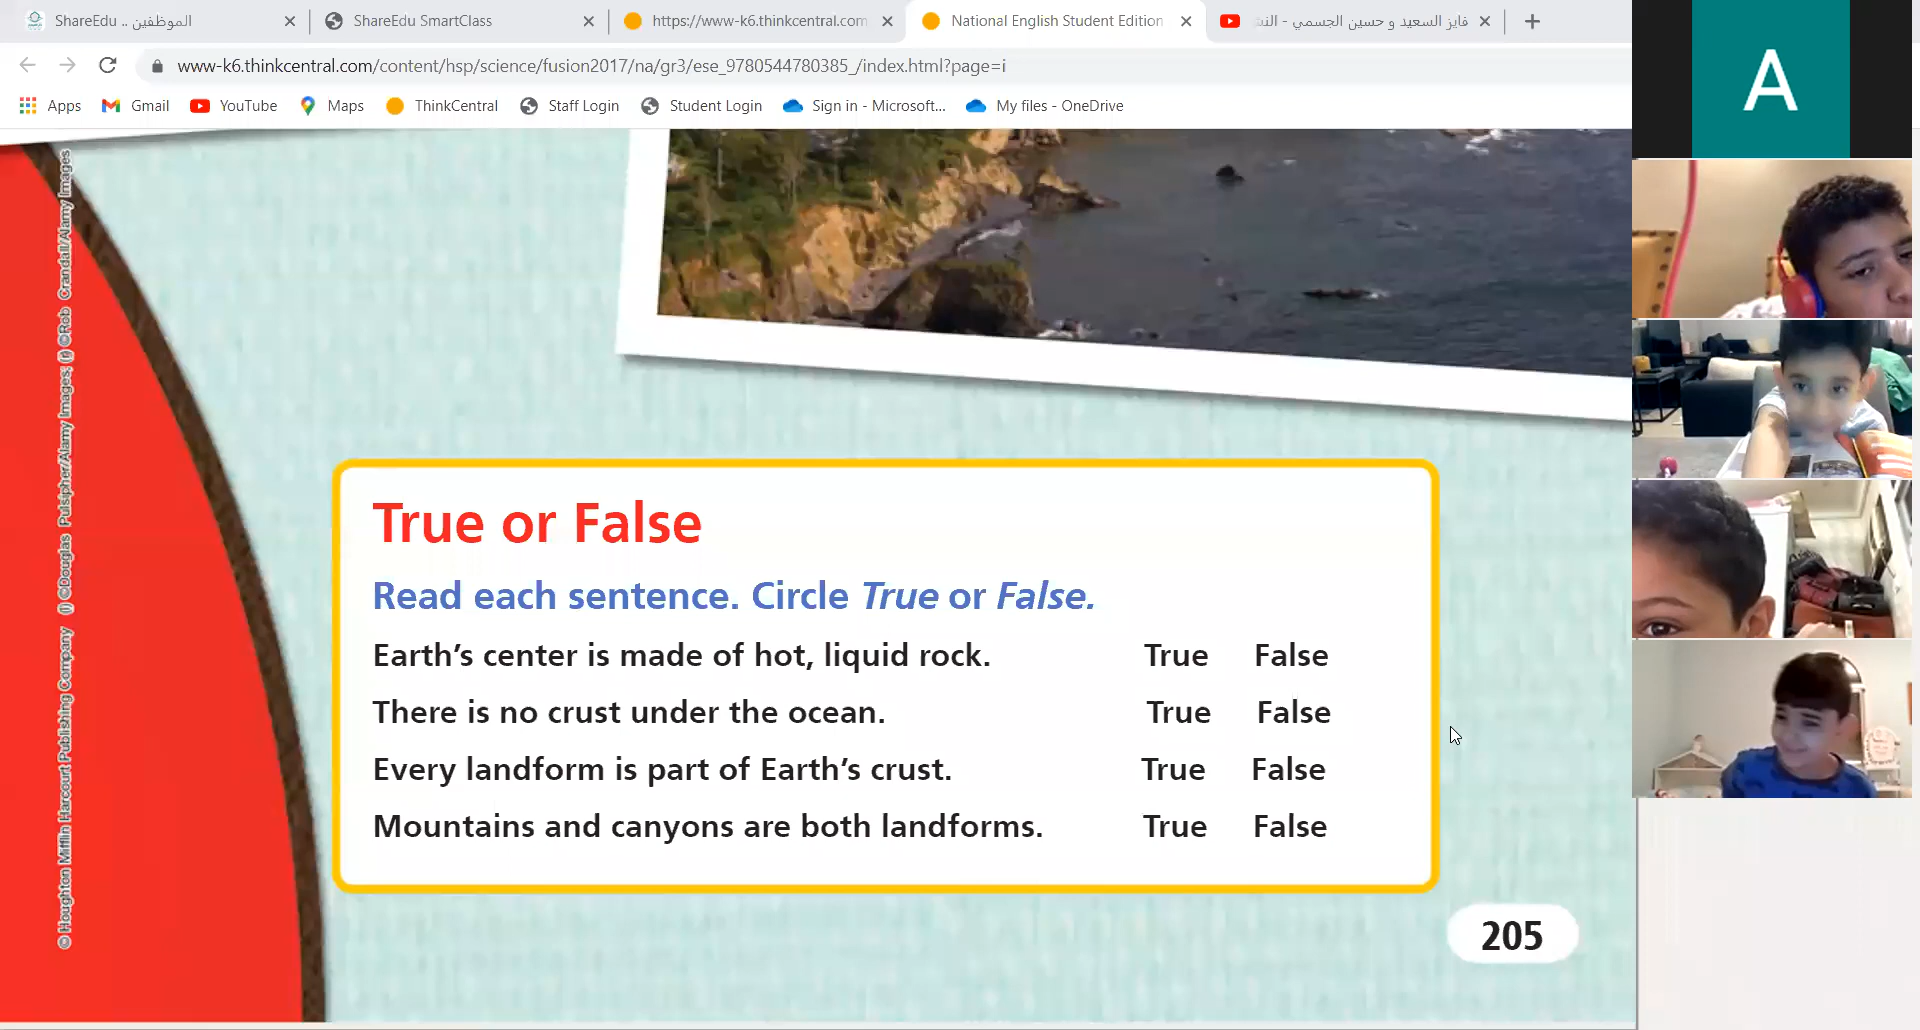 ShareEdu .. الموظفين
ShareEdu SmartClass
https://www-k6.thinkcentral.com
National English Student Edition
فايز السعيد و حسين الجسمي - الننـ
www-k6.thinkcentral.com/content/hsp/science/fusion2017/na/gr3/ese_9780544780385_/index.html?page=i
Apps Gmail YouTube Maps ThinkCentral Staff Login Student Login Sign in - Microsoft... My files - OneDrive
A
© Houghton Mifflin Harcourt Publishing Company (l) ©Douglas Pulsipher/Alamy Images; (r) ©Rob Crandall/Alamy Images
True or False
Read each sentence. Circle True or False.
Earth's center is made of hot, liquid rock. True False
There is no crust under the ocean. True False
Every landform is part of Earth's crust. True False
Mountains and canyons are both landforms. True False
205